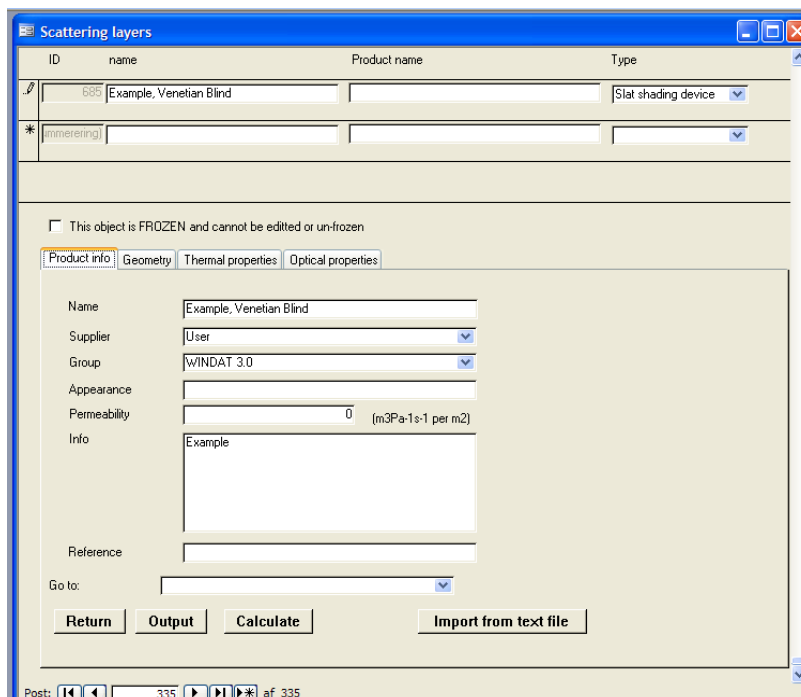 Scattering layers
ID name Product name Type
685 Example, Venetian Blind Slat shading device
ımmerering)
This object is FROZEN and cannot be editted or un-frozen
Product info Geometry Thermal properties Optical properties
Name Example, Venetian Blind
Supplier User
Group WINDAT 3.0
Appearance
Permeability 0 (m3Pa-1s-1 per m2)
Info Example
Reference
Go to:
Return Output Calculate Import from text file
Post: 335 af 335